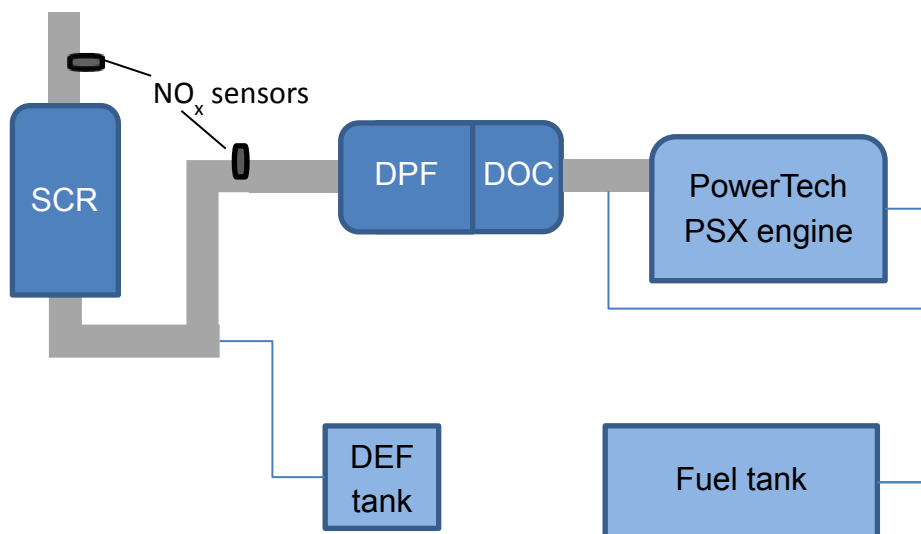 NOx sensors
SCR
DPF
DOC
PowerTech
PSX engine
DEF
tank
Fuel tank